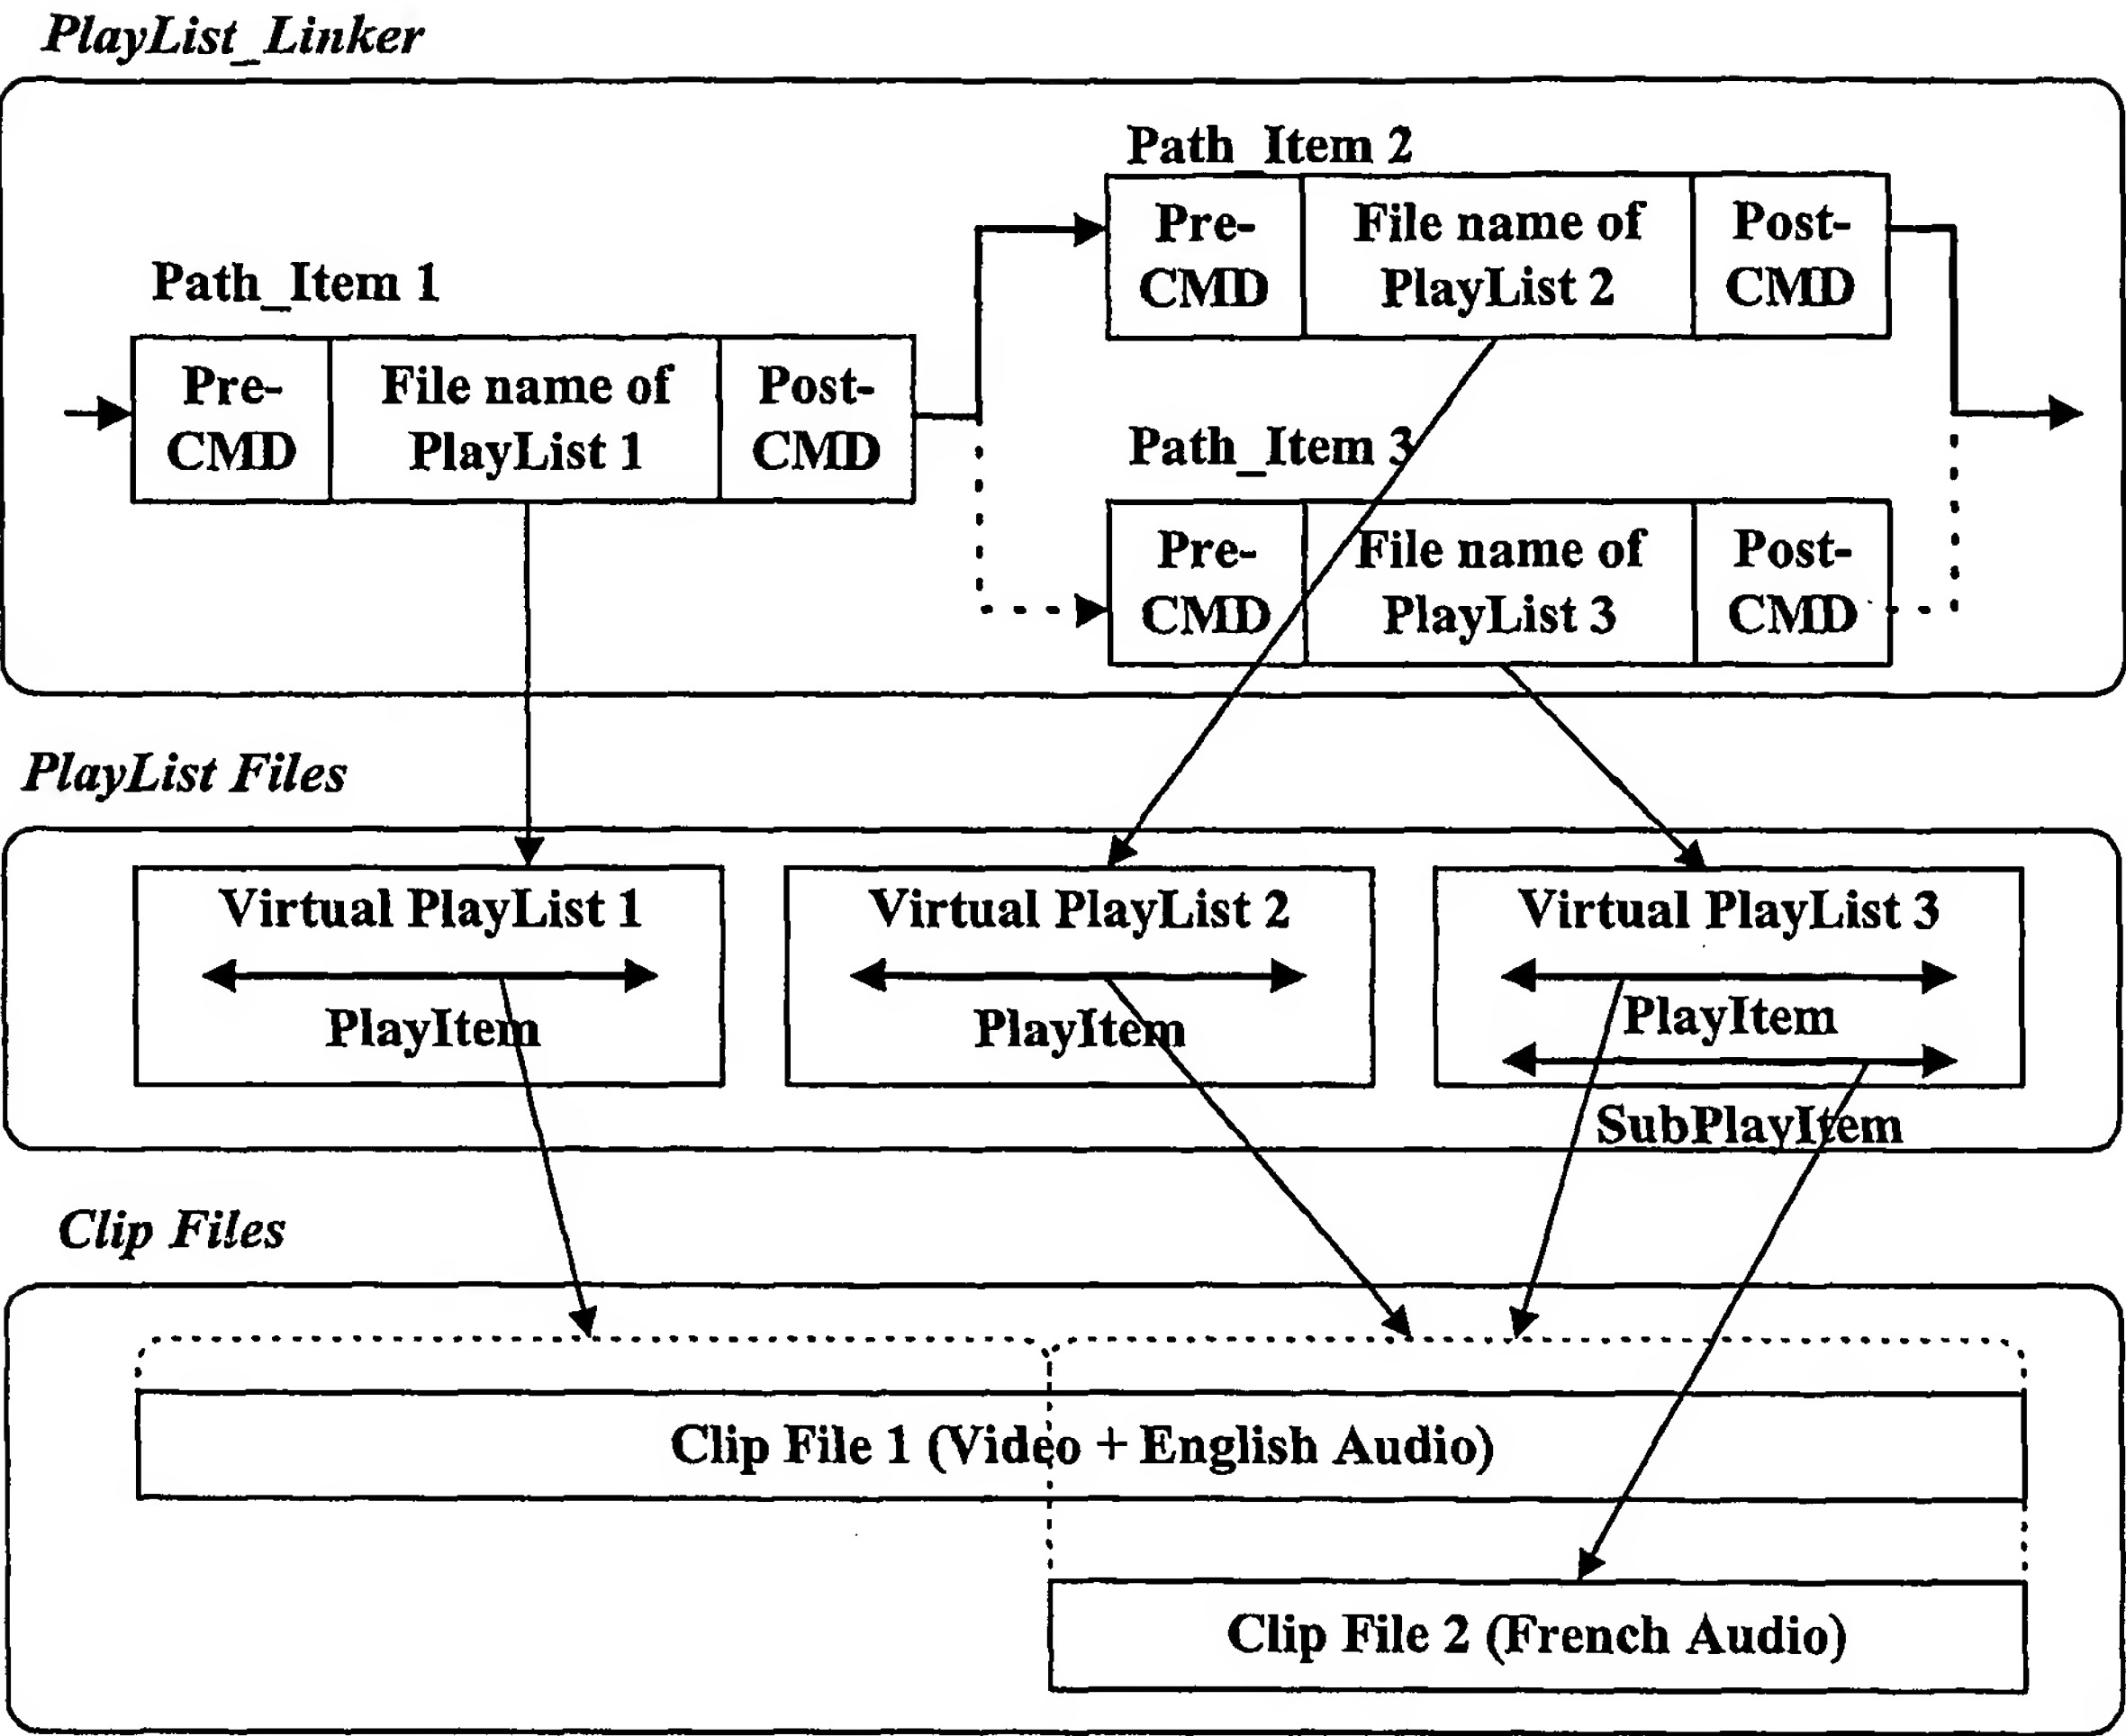 PlayList_Linker
Path_Item 2
Pre-
CMD
File name of
PlayList 2
Post-
CMD
Path_Item 1
Pre-
CMD
File name of
PlayList 1
Post-
CMD
Path_Item 3
Pre-
CMD
File name of
PlayList 3
Post-
CMD
PlayList Files
Virtual PlayList 1
PlayItem
Virtual PlayList 2
PlayItem
Virtual PlayList 3
PlayItem
SubPlayItem
Clip Files
Clip File 1 (Video + English Audio)
Clip File 2 (French Audio)